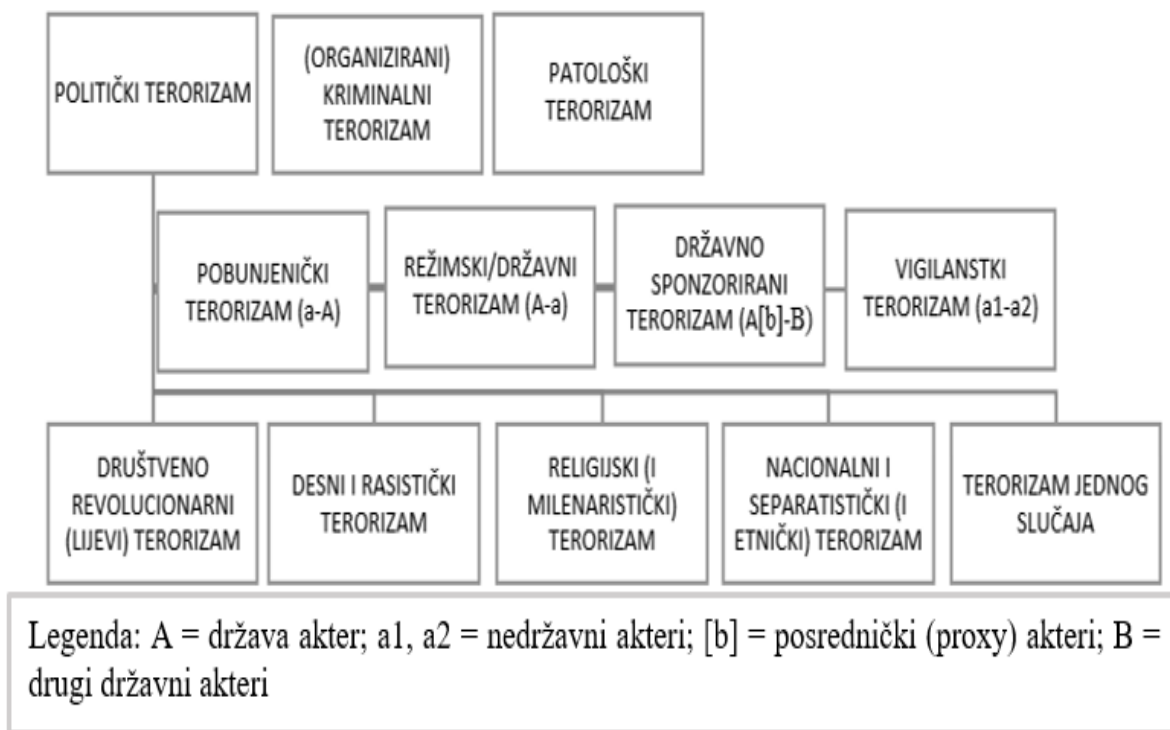 POLITIČKI TERORIZAM
(ORGANIZIRANI)
KRIMINALNI
TERORIZAM
PATOLOŠKI
TERORIZAM
POBUNJENIČKI
TERORIZAM (a-A)
REŽIMSKI/DRŽAVNI
TERORIZAM (A-a)
DRŽAVNO
SPONZORIRANI
TERORIZAM (A[b]-B)
VIGILANSTKI
TERORIZAM (a1-a2)
DRUŠTVENO
REVOLUCIONARNI
(LIJEVI) TERORIZAM
DESNI I RASISTIČKI
TERORIZAM
RELIGIJSKI (I
MILENARISTIČKI)
TERORIZAM
NACIONALNI I
SEPARATISTIČKI (I
ETNIČKI) TERORIZAM
TERORIZAM JEDNOG
SLUČAJA
Legenda: A = država akter; a1, a2 = nedržavni akteri; [b] = posrednički (proxy) akteri; B =
drugi državni akteri